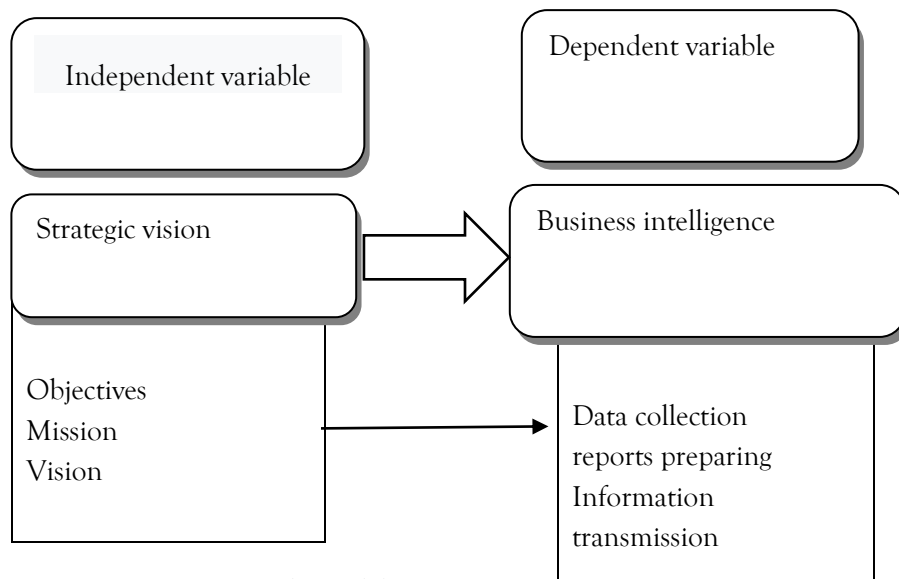 Independent variable
Dependent variable
Strategic vision
Business intelligence
Objectives
Mission
Vision
Data collection
reports preparing
Information
transmission